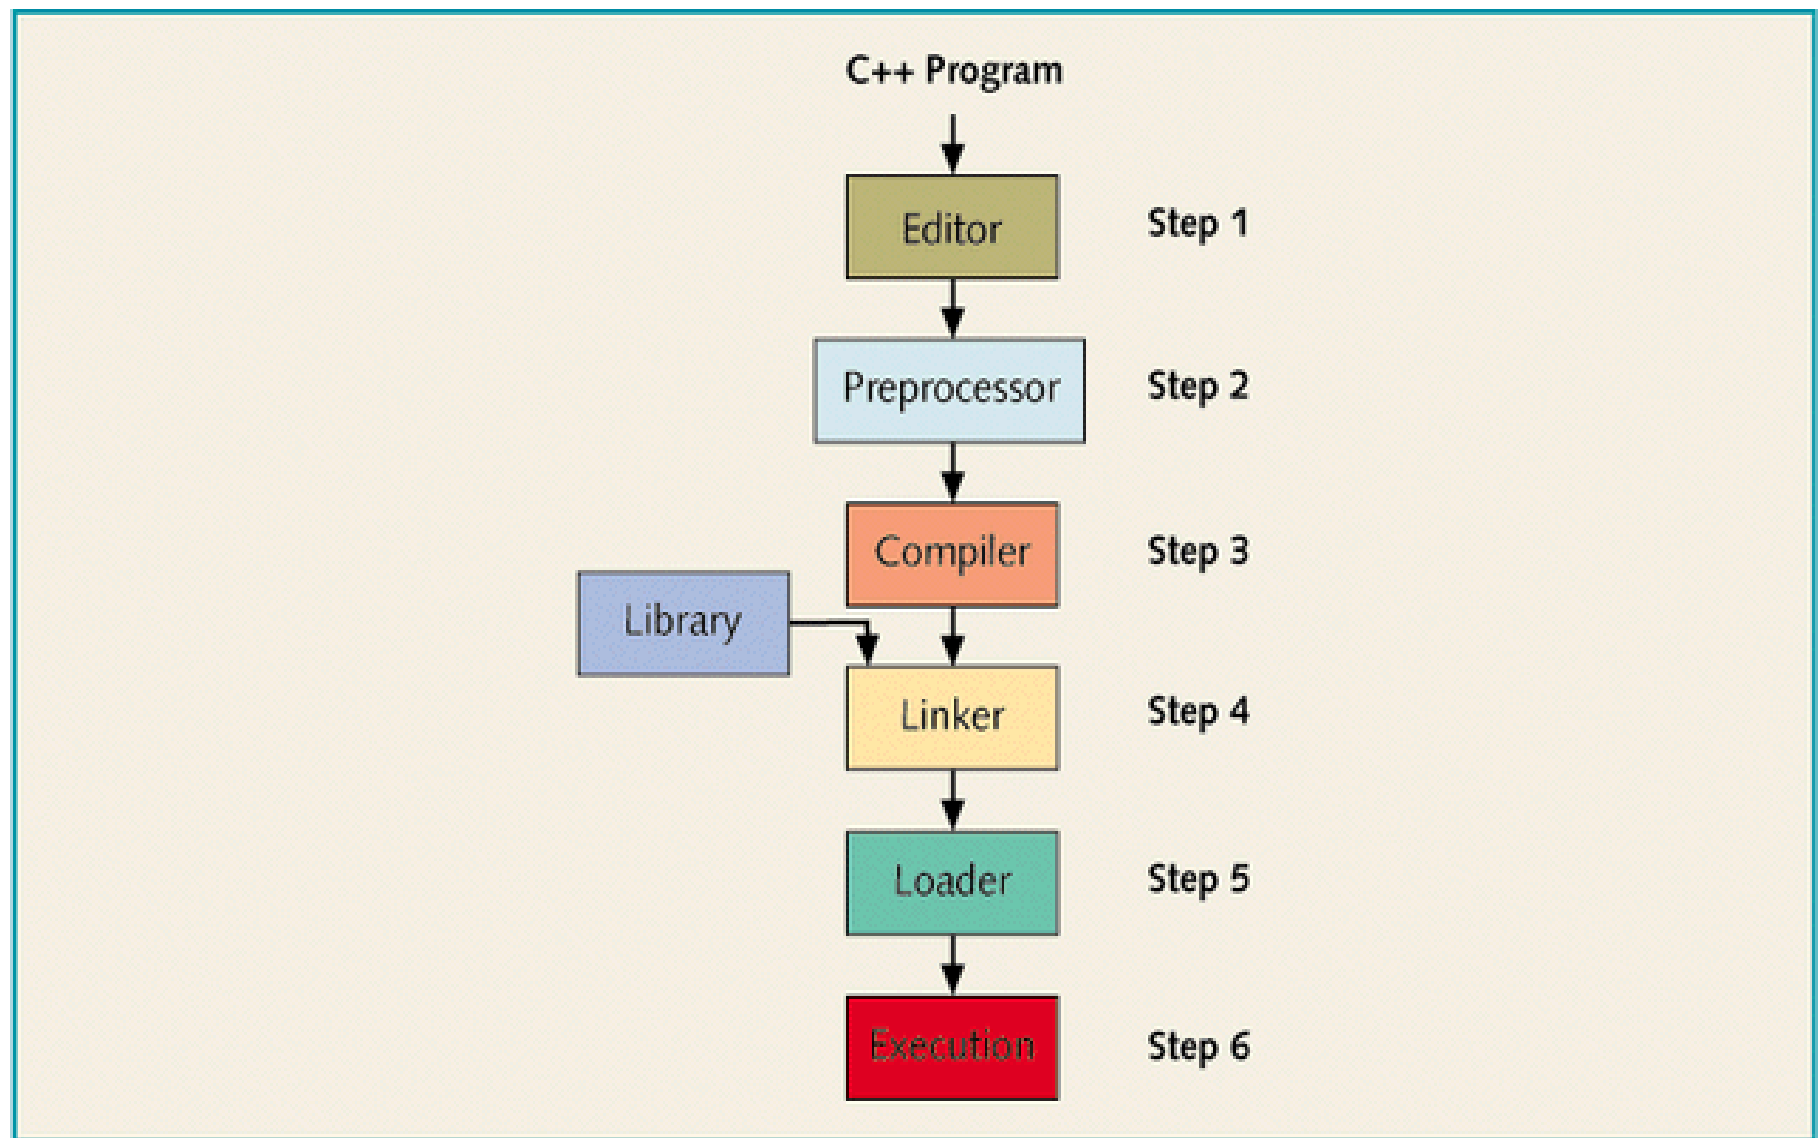 C++ Program
Editor
Step 1
Preprocessor
Step 2
Compiler
Step 3
Library
Linker
Step 4
Loader
Step 5
Execution
Step 6